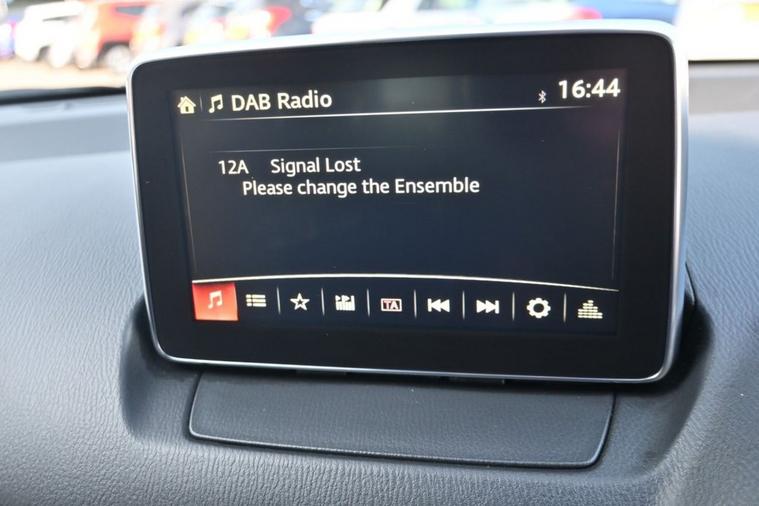 DAB Radio 16:44
12A Signal Lost
Please change the Ensemble
TA